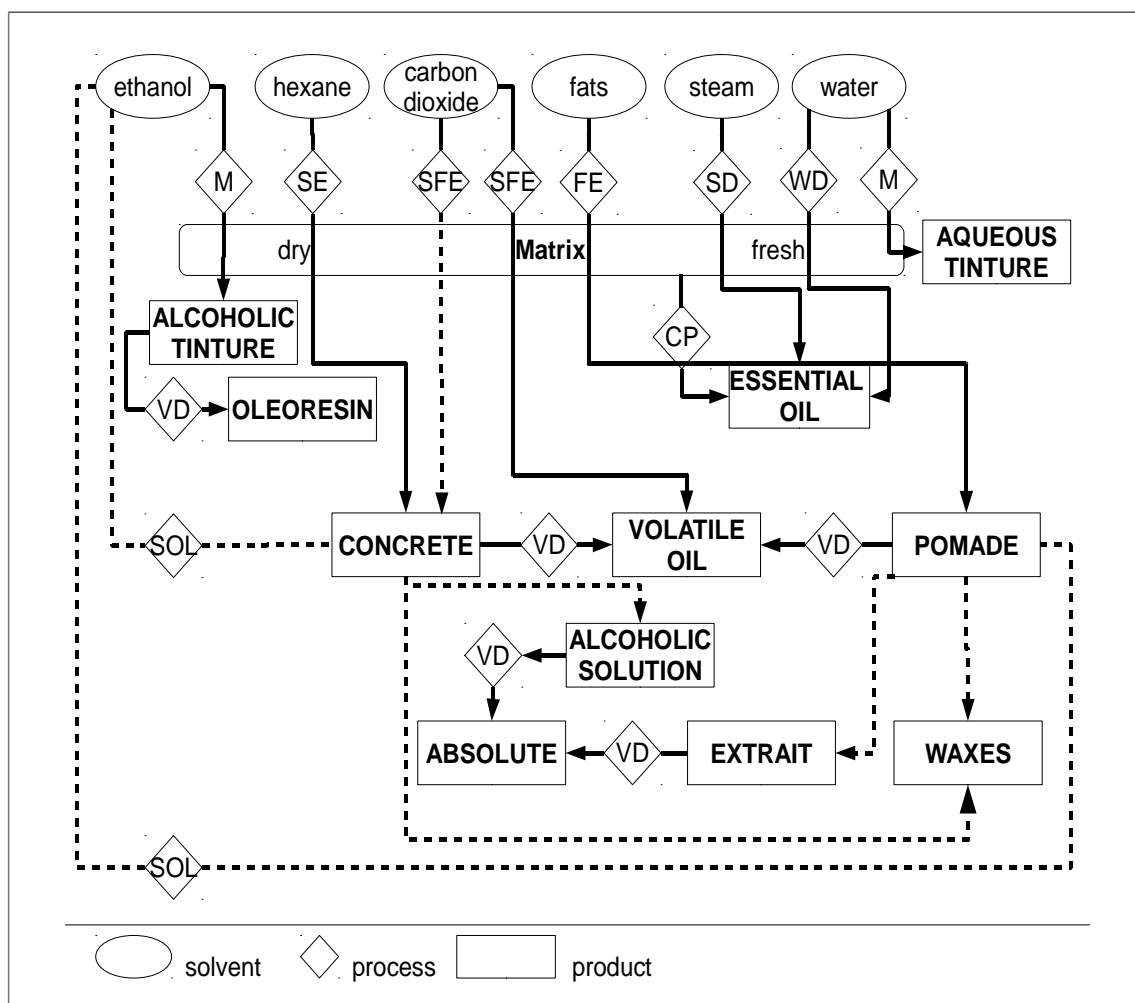 ethanol
hexane
carbon
dioxide
fats
steam
water
M
SE
SFE
SFE
FE
SD
WD
M
dry
Matrix
fresh
AQUEOUS
TINTURE
ALCOHOLIC
TINTURE
CP
VD
OLEORESIN
ESSENTIAL
OIL
SOL
CONCRETE
VD
VOLATILE
OIL
VD
POMADE
VD
ALCOHOLIC
SOLUTION
ABSOLUTE
VD
EXTRAIT
WAXES
SOL
solvent
process
product